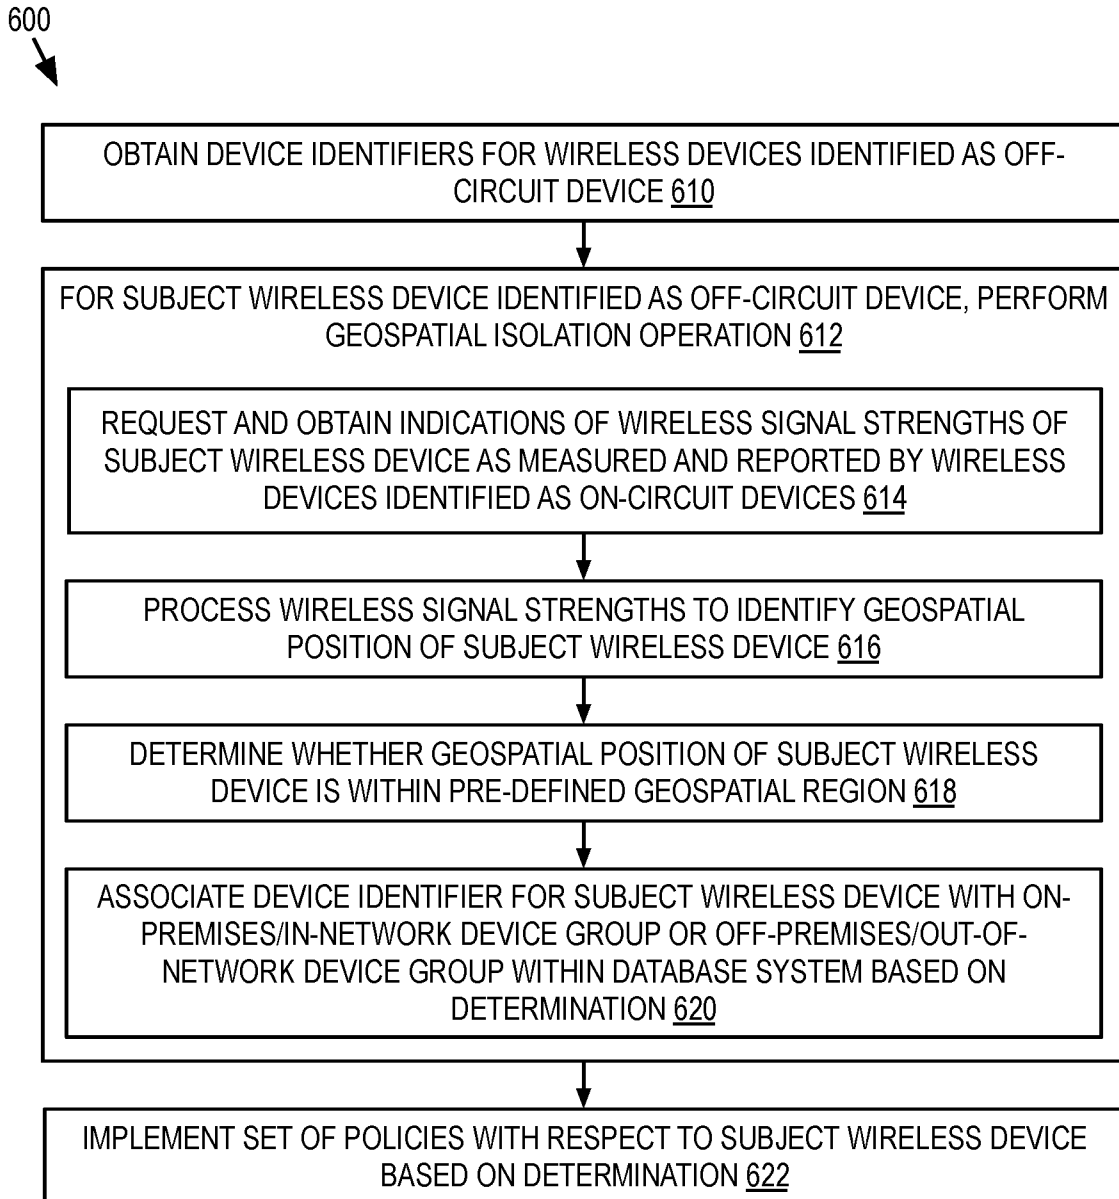 600
OBTAIN DEVICE IDENTIFIERS FOR WIRELESS DEVICES IDENTIFIED AS OFF-
CIRCUIT DEVICE 610
FOR SUBJECT WIRELESS DEVICE IDENTIFIED AS OFF-CIRCUIT DEVICE, PERFORM
GEOSPATIAL ISOLATION OPERATION 612
REQUEST AND OBTAIN INDICATIONS OF WIRELESS SIGNAL STRENGTHS OF
SUBJECT WIRELESS DEVICE AS MEASURED AND REPORTED BY WIRELESS
DEVICES IDENTIFIED AS ON-CIRCUIT DEVICES 614
PROCESS WIRELESS SIGNAL STRENGTHS TO IDENTIFY GEOSPATIAL
POSITION OF SUBJECT WIRELESS DEVICE 616
DETERMINE WHETHER GEOSPATIAL POSITION OF SUBJECT WIRELESS
DEVICE IS WITHIN PRE-DEFINED GEOSPATIAL REGION 618
ASSOCIATE DEVICE IDENTIFIER FOR SUBJECT WIRELESS DEVICE WITH ON-
PREMISES/IN-NETWORK DEVICE GROUP OR OFF-PREMISES/OUT-OF-
NETWORK DEVICE GROUP WITHIN DATABASE SYSTEM BASED ON
DETERMINATION 620
IMPLEMENT SET OF POLICIES WITH RESPECT TO SUBJECT WIRELESS DEVICE
BASED ON DETERMINATION 622